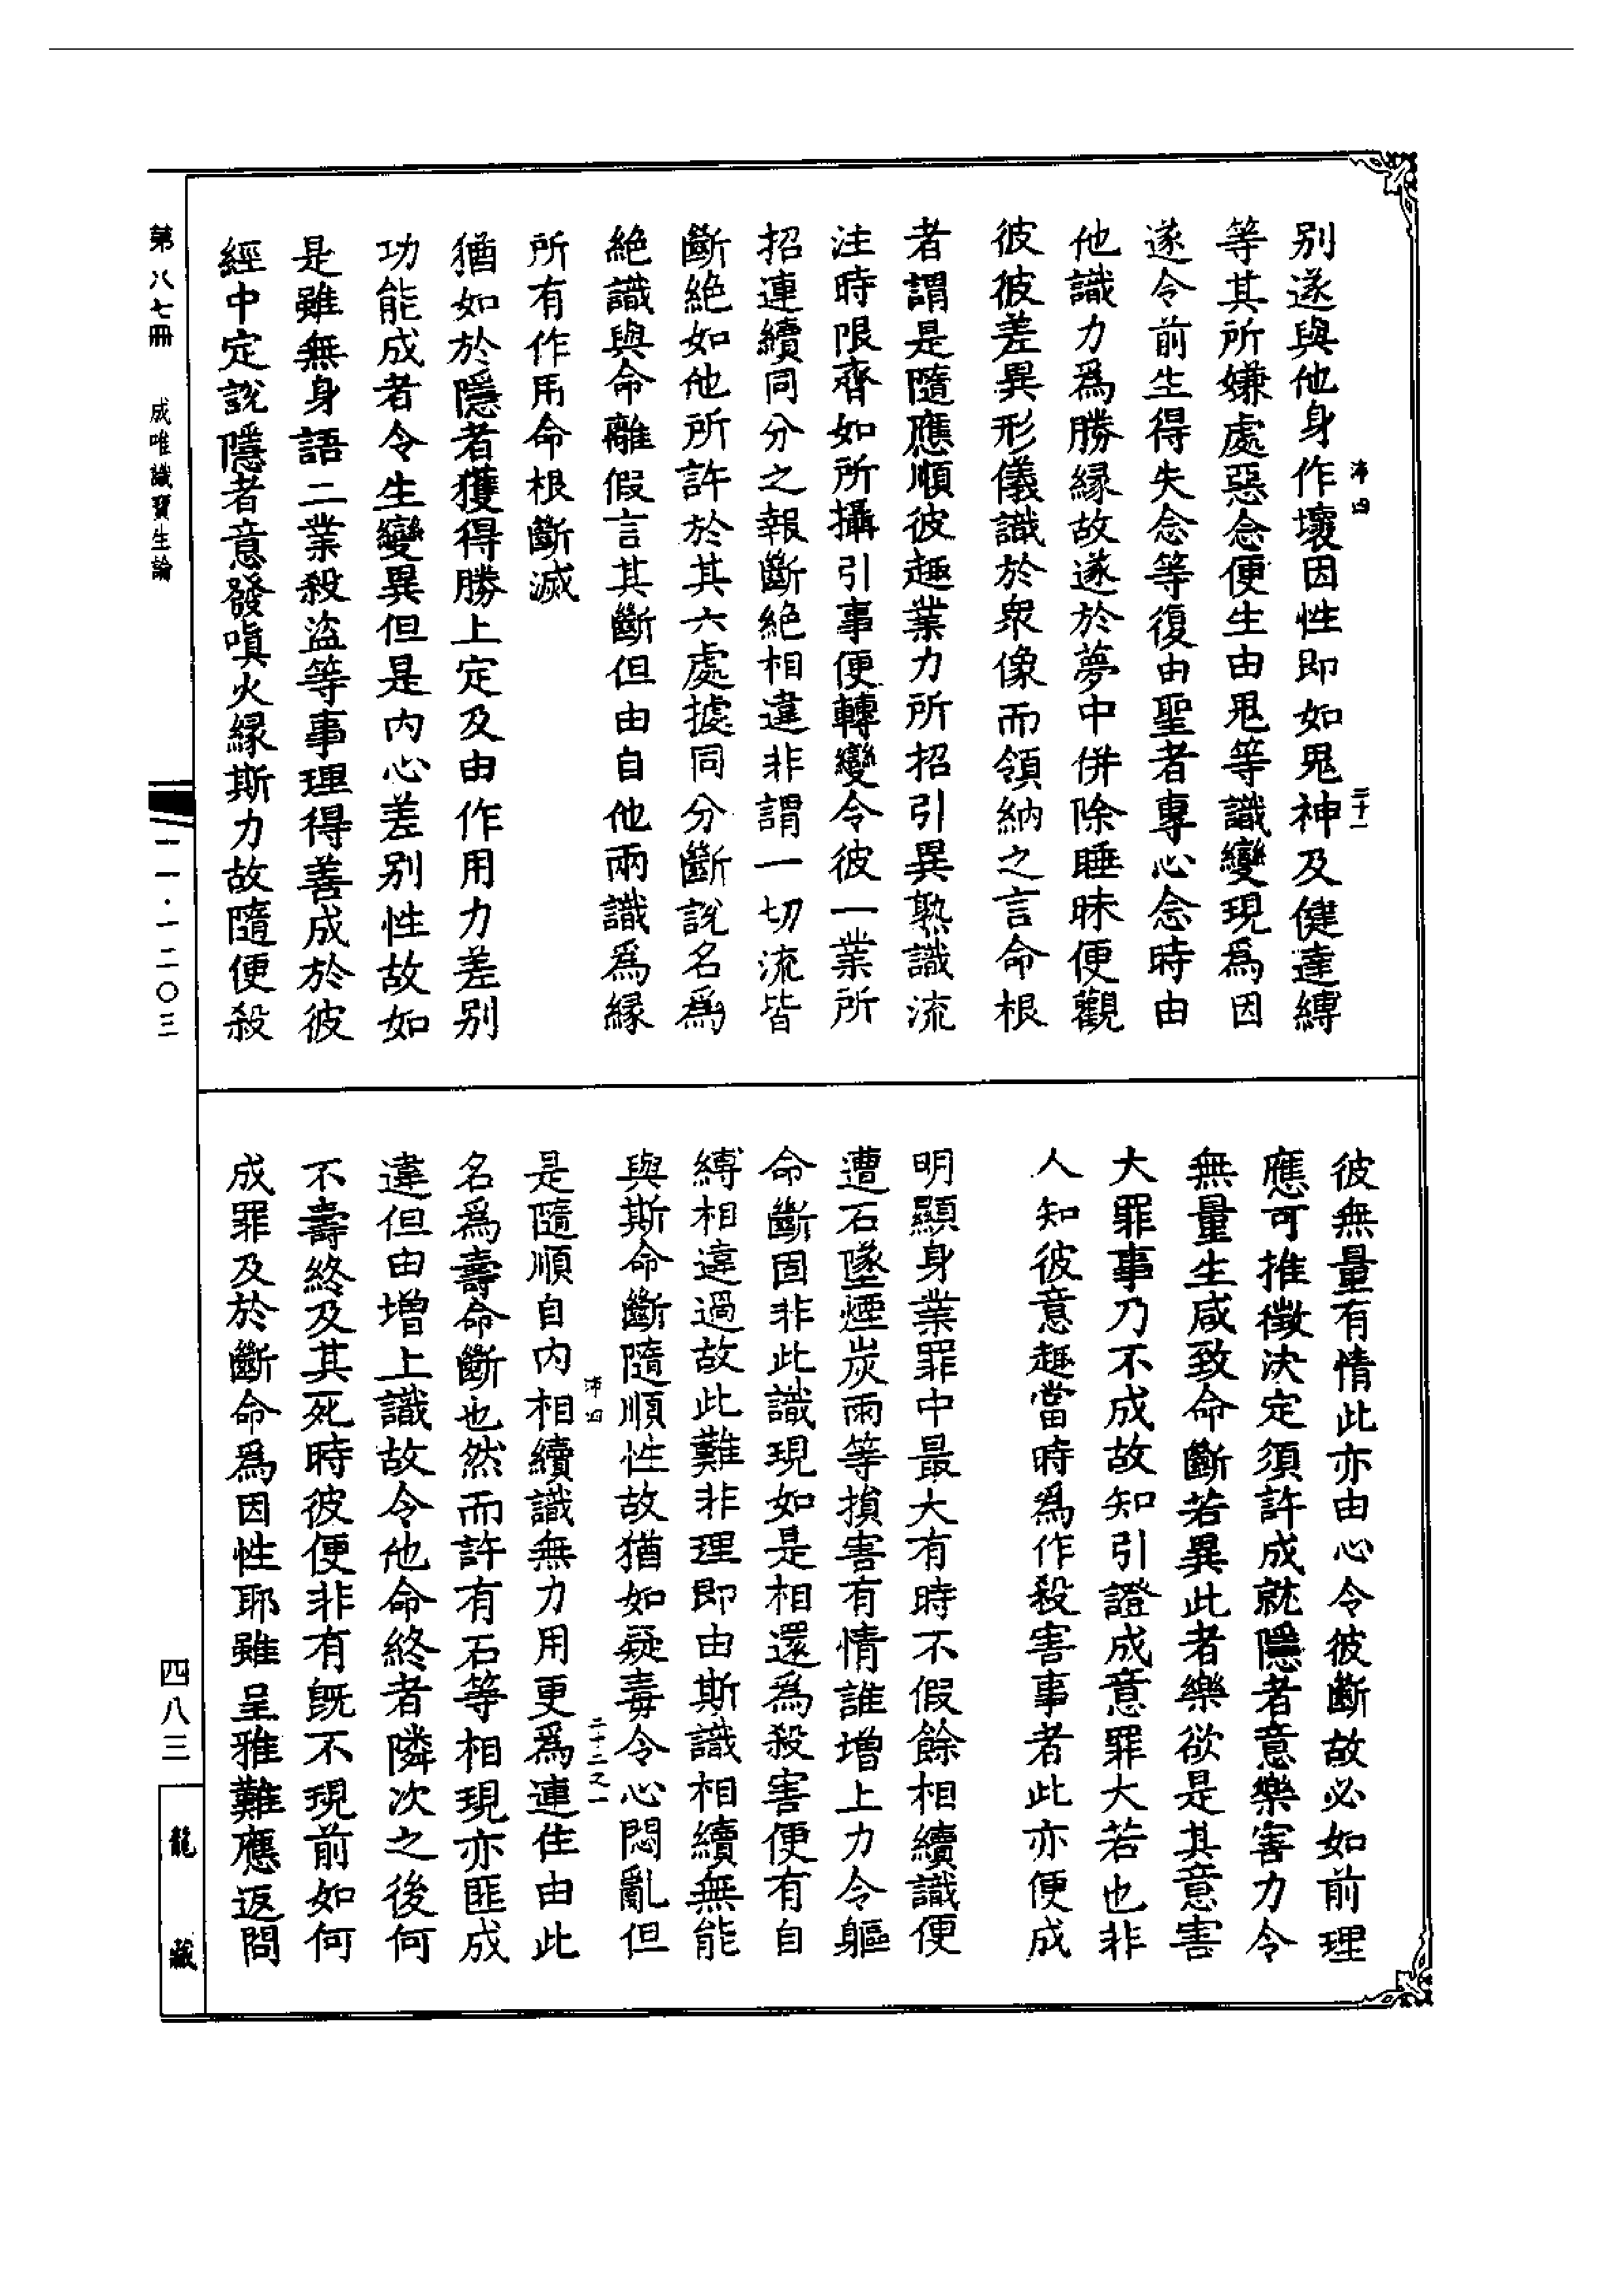 別遂與他身作壞因性即如鬼神及健達縛
沛四
三十一
等其所嫌處惡念便生由鬼等識變現為因
遂令前生得失念等復由聖者專心念時由
他識力爲勝緣故遂於夢中併除睡眛便觀
彼彼差異形儀識於衆像而領納之言命根
者謂是隨應順彼趣業力所招引異熟識流
注時限齊如所攝引事便轉變令彼一業所
招連續同分之報斷絶相違非謂一切流皆
斷絶如他所許於其六處據同分斷說名爲
絶識與命離假言其斷但由自他兩識爲緣
所有作用命根斷滅
猶如於隱者獲得勝上定及由作用力差別
功能成者令生變異但是内心差別性故如
是雖無身語二業殺盜等事理得善成於彼
經中定說隱者意發嗔火緣斯力故隨便殺
彼無量有情此亦由心令彼斷故必如前理
應可推徵決定須許成就隱者意樂害力令
無量生咸致命斷若異此者樂欲是其意害
大罪事乃不成故知引證成意罪大若也非
人知彼意趣當時爲作殺害事者此亦便成
明顯身業罪中最大有時不假餘相續識便
遭石墜煙炭雨等損害有情誰增上力令軀
命斷固非此識現如是相還爲殺害便有自
縛相違過故此難非理即由斯識相續無能
與斯命斷隨順性故猶如疑毒令心悶亂但
沛四
二十二之一
是隨順自内相續識無力用更爲連住由此
名爲壽命斷也然而許有石等相現亦匪成
違但由增上識故令他命終者隣次之後何
不壽終及其死時彼便非有旣不現前如何
成罪及於斷命爲因性耶雖呈雅難應返問
第八七冊 成唯識寶生論
一一·一二〇三
四八三
龍藏